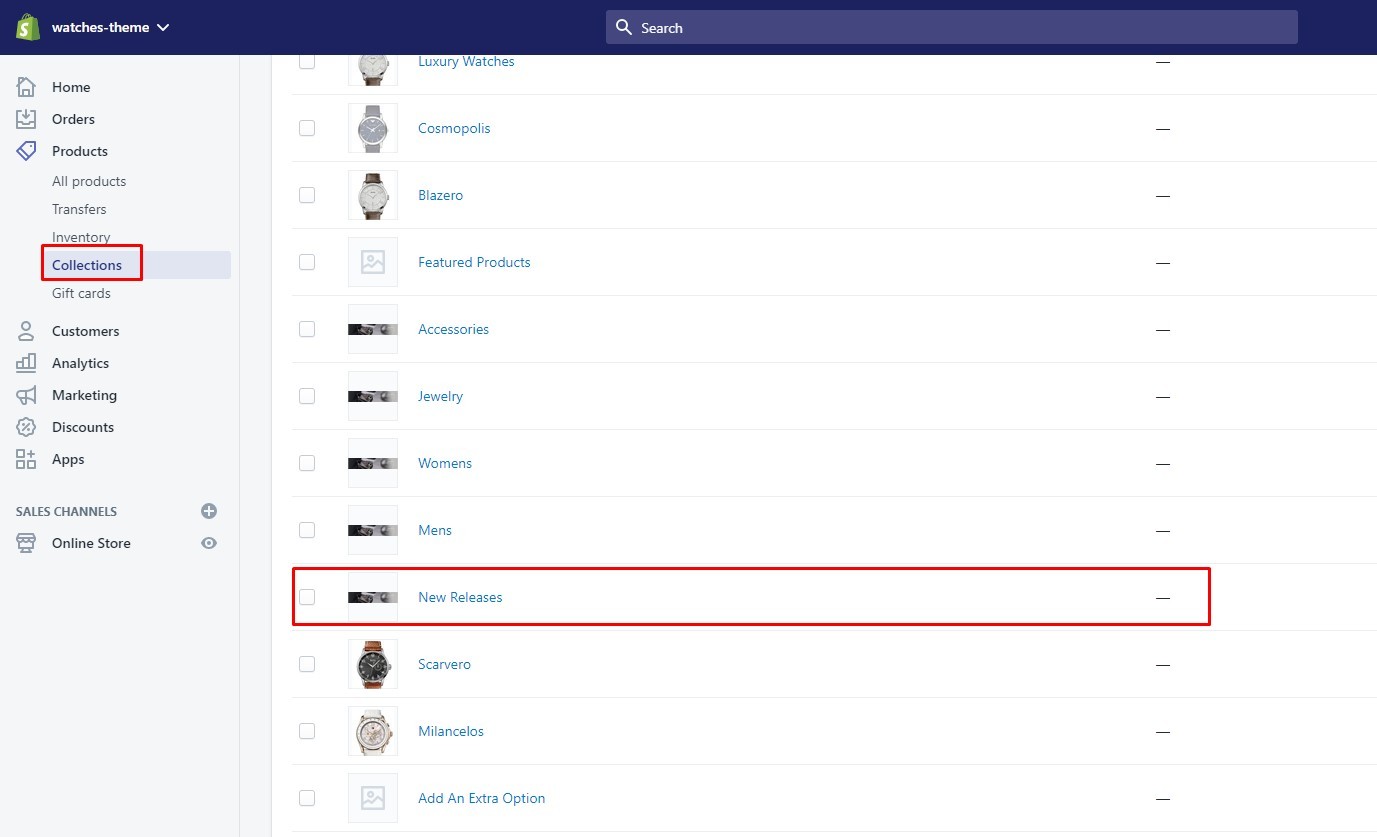 watches-theme
Search
Home
Orders
Products
All products
Transfers
Inventory
Collections
Gift cards
Customers
Analytics
Marketing
Discounts
Apps
SALES CHANNELS
Online Store
Luxury Watches
—
Cosmopolis
—
Blazero
—
Featured Products
—
Accessories
—
Jewelry
—
Womens
—
Mens
—
New Releases
—
Scarvero
—
Milancelos
—
Add An Extra Option
—